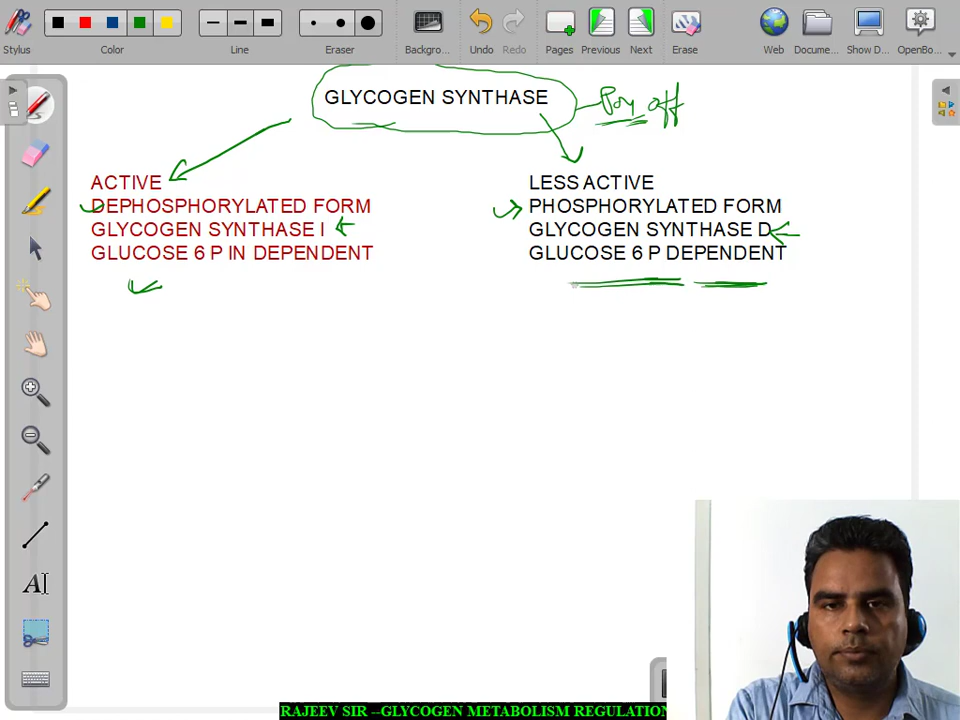 Stylus
Color
Line
Eraser
Backgro...
Undo
Redo
Pages
Previous
Next
Erase
Web
Docume...
Show D...
OpenBo...
GLYCOGEN SYNTHASE
off
ACTIVE
DEPHOSPHORYLATED FORM
GLYCOGEN SYNTHASE I
GLUCOSE 6 P IN DEPENDENT
LESS ACTIVE
PHOSPHORYLATED FORM
GLYCOGEN SYNTHASE D
GLUCOSE 6 P DEPENDENT
A
RAJEEV SIR --GLYCOGEN METABOLISM REGULATION